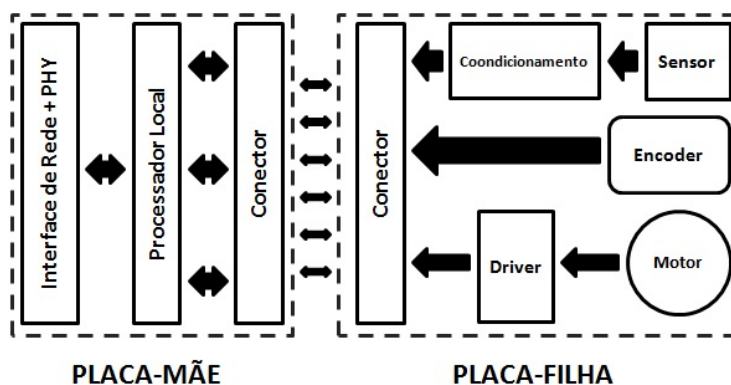 Interface de Rede + PHY
Processador Local
Conector
Conector
Coondicionamento
Sensor
Encoder
Driver
Motor
PLACA-MÃE
PLACA-FILHA